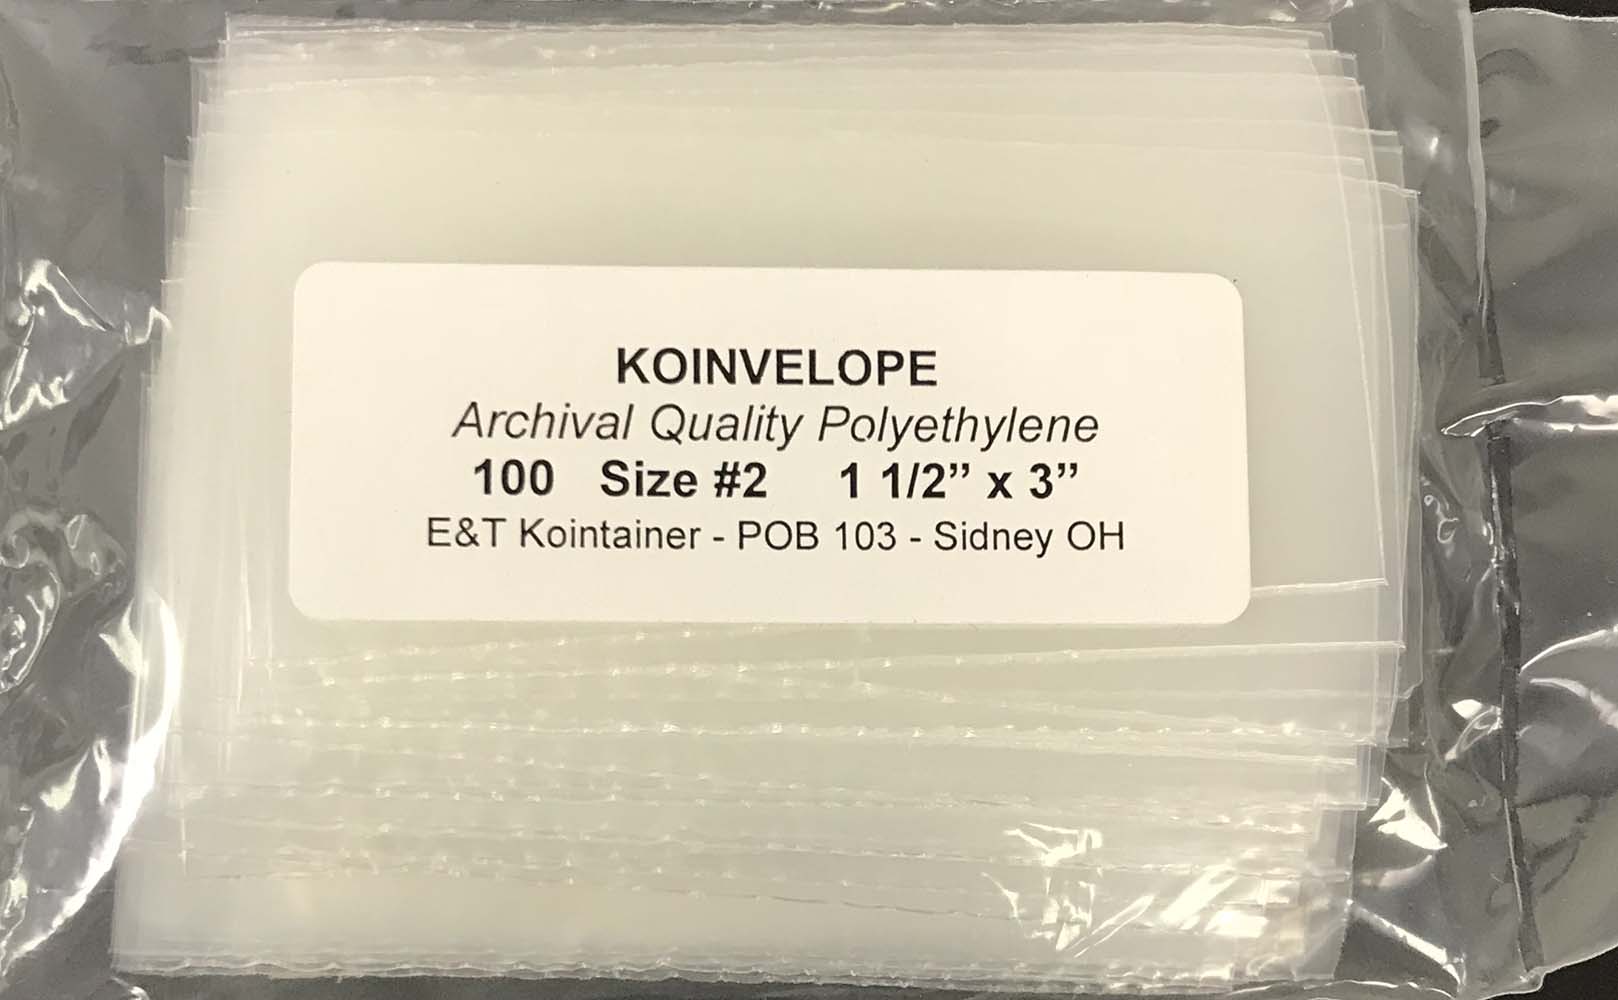 KOINVELOPE
Archival Quality Polyethylene
100 Size #2 1 1/2” x 3”
E&T Kointainer - POB 103 - Sidney OH